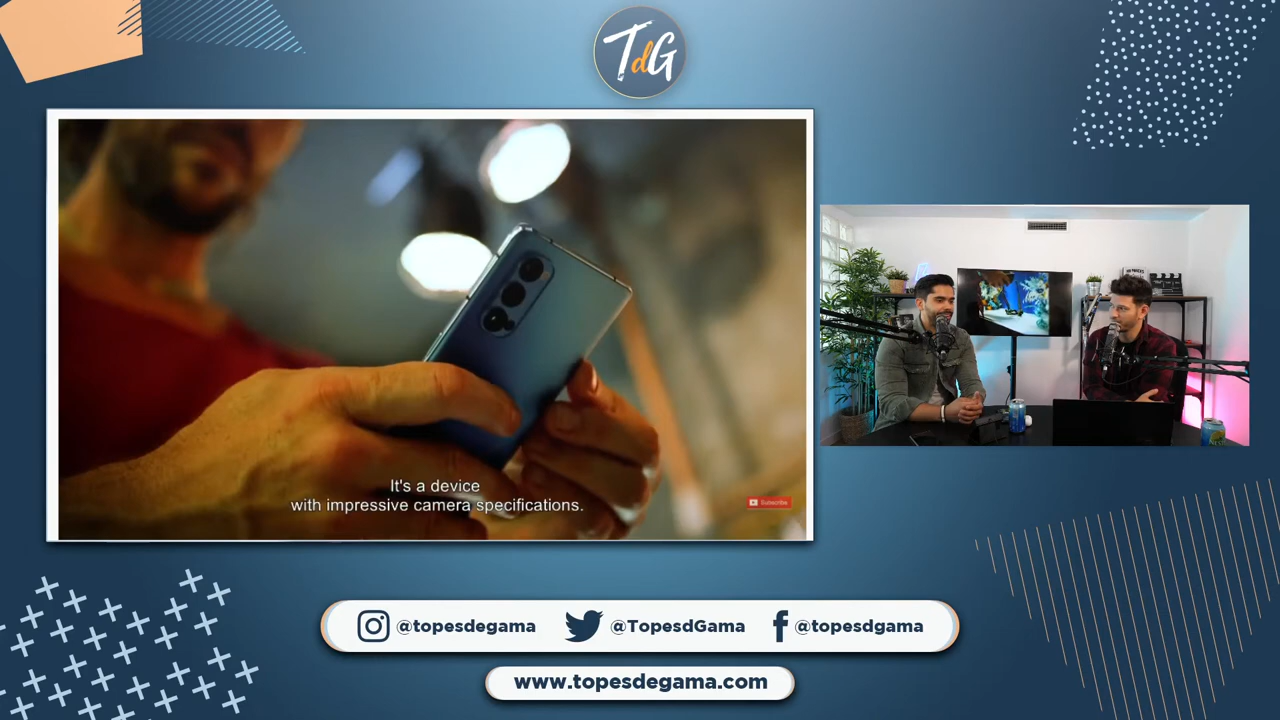 TdG
It's a device
with impressive camera specifications.
Subscribe
@topesdegama
@TopesdGama
@topesdgama
www.topesdegama.com